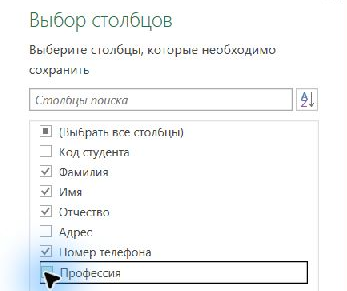 Выбор столбцов
Выберите столбцы, которые необходимо
сохранить
Столбцы поиска
(Выбрать все столбцы)
Код студента
Фамилия
Имя
Отчество
Адрес
Номер телефона
Профессия